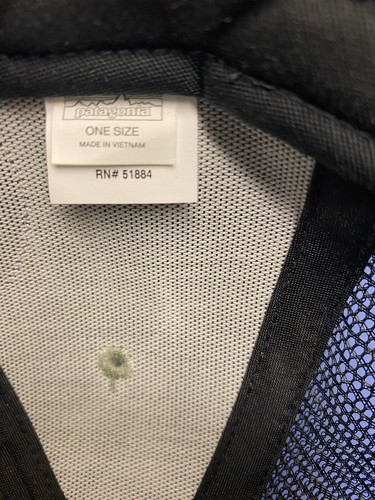 patagonia
ONE SIZE
MADE IN VIETNAM
RN# 51884